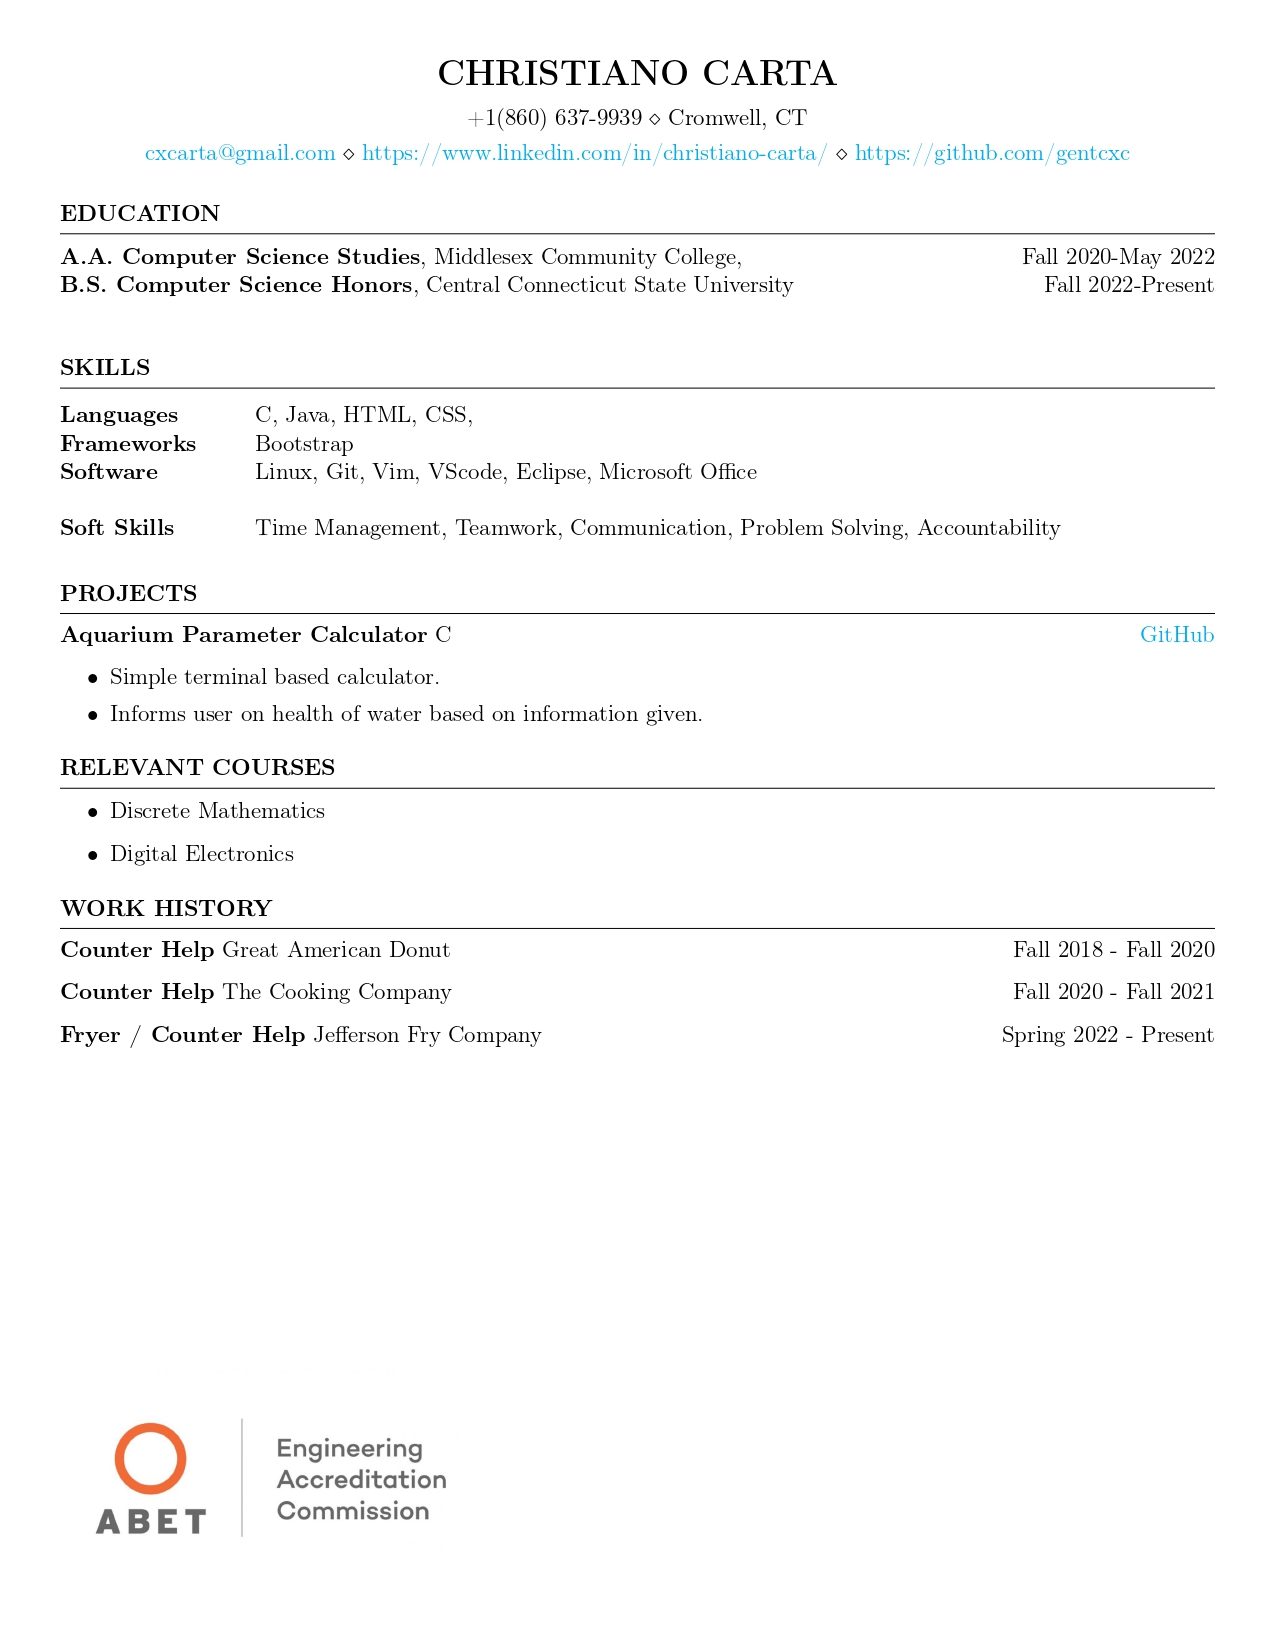 CHRISTIANO CARTA
+1(860) 637-9939 ⋄ Cromwell, CT
cxcarta@gmail.com ⋄ https://www.linkedin.com/in/christiano-carta/ ⋄ https://github.com/gentcxc
EDUCATION
A.A. Computer Science Studies, Middlesex Community College, Fall 2020-May 2022
B.S. Computer Science Honors, Central Connecticut State University Fall 2022-Present
SKILLS
Languages C, Java, HTML, CSS,
Frameworks Bootstrap
Software Linux, Git, Vim, VScode, Eclipse, Microsoft Office
Soft Skills Time Management, Teamwork, Communication, Problem Solving, Accountability
PROJECTS
Aquarium Parameter Calculator C GitHub
• Simple terminal based calculator.
• Informs user on health of water based on information given.
RELEVANT COURSES
• Discrete Mathematics
• Digital Electronics
WORK HISTORY
Counter Help Great American Donut Fall 2018 - Fall 2020
Counter Help The Cooking Company Fall 2020 - Fall 2021
Fryer / Counter Help Jefferson Fry Company Spring 2022 - Present
ABET
Engineering
Accreditation
Commission